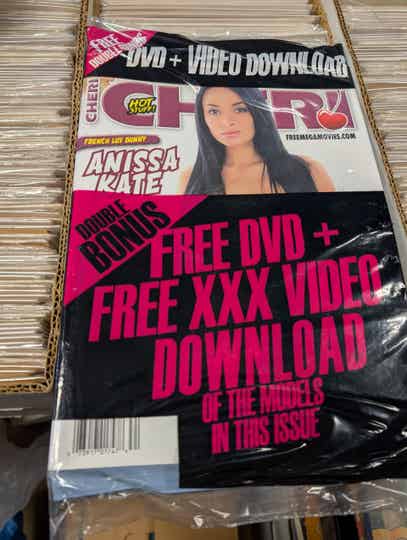 FREE
DOUBLE
DVD + VIDEO DOWNLOAD
CHERI
CHERI
HOT
STUFF!
FREEMEGAMOVIES.COM
FRENCH LUV BUNNY
ANISSA
KATE
DOUBLE
BONUS
FREE DVD +
FREE XXX VIDEO
DOWNLOAD
OF THE MODELS
IN THIS ISSUE